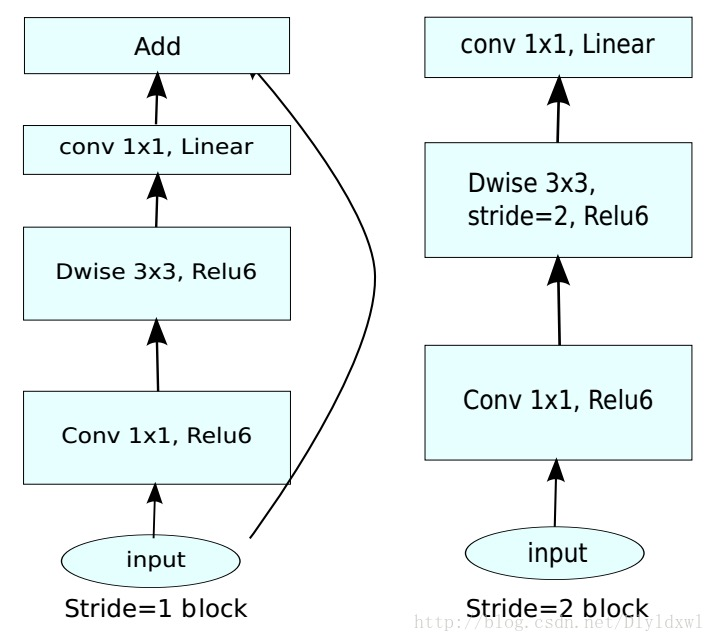 Add
conv 1x1, Linear
Dwise 3x3, Relu6
Conv 1x1, Relu6
input
Stride=1 block
conv 1x1, Linear
Dwise 3x3,
stride=2, Relu6
Conv 1x1, Relu6
input
Stride=2 block
http://blog.csdn.net/Dlyldxwl